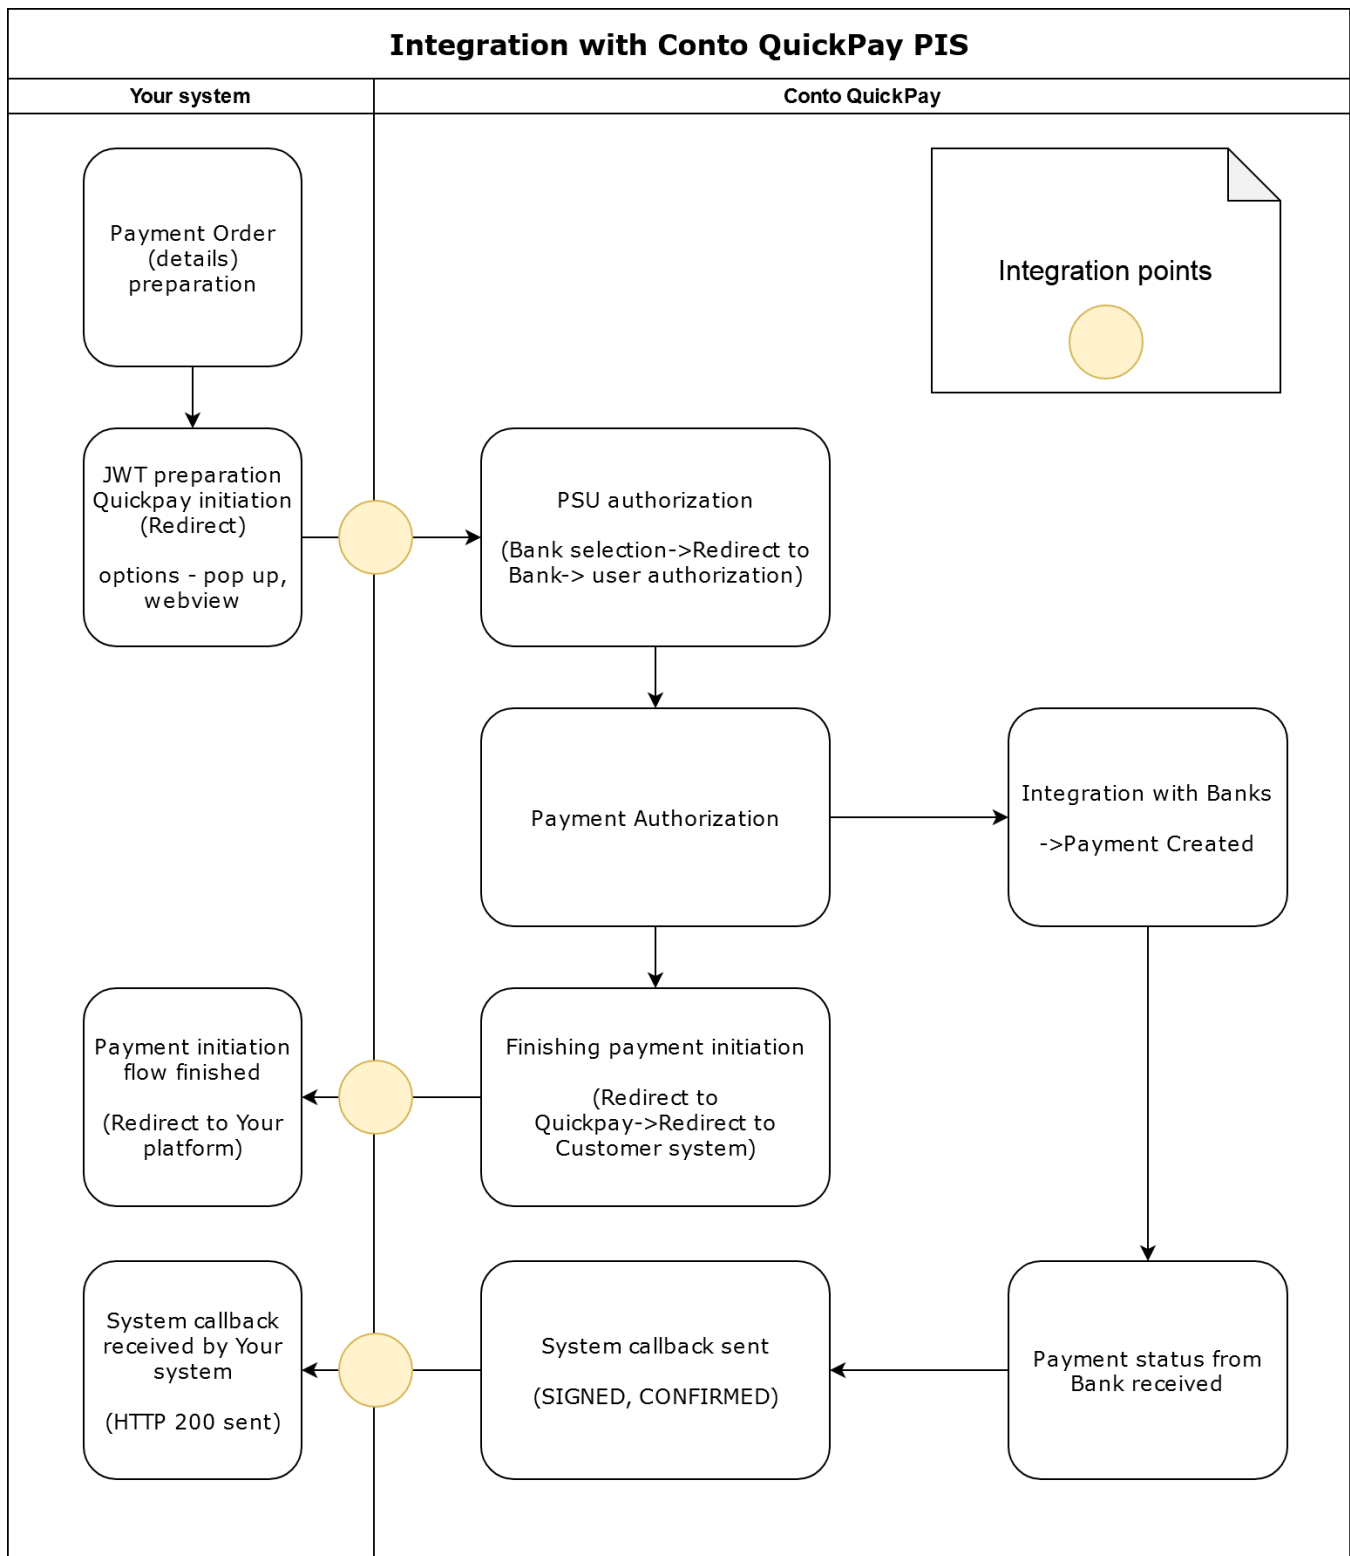 Integration with Conto QuickPay PIS
Your system
Conto QuickPay
Payment Order
(details)
preparation
Integration points
JWT preparation
Quickpay initiation
(Redirect)
options - pop up,
webview
PSU authorization
(Bank selection->Redirect to
Bank-> user authorization)
Payment Authorization
Integration with Banks
->Payment Created
Payment initiation
flow finished
(Redirect to Your
platform)
Finishing payment initiation
(Redirect to
Quickpay->Redirect to
Customer system)
System callback
received by Your
system
(HTTP 200 sent)
System callback sent
(SIGNED, CONFIRMED)
Payment status from
Bank received